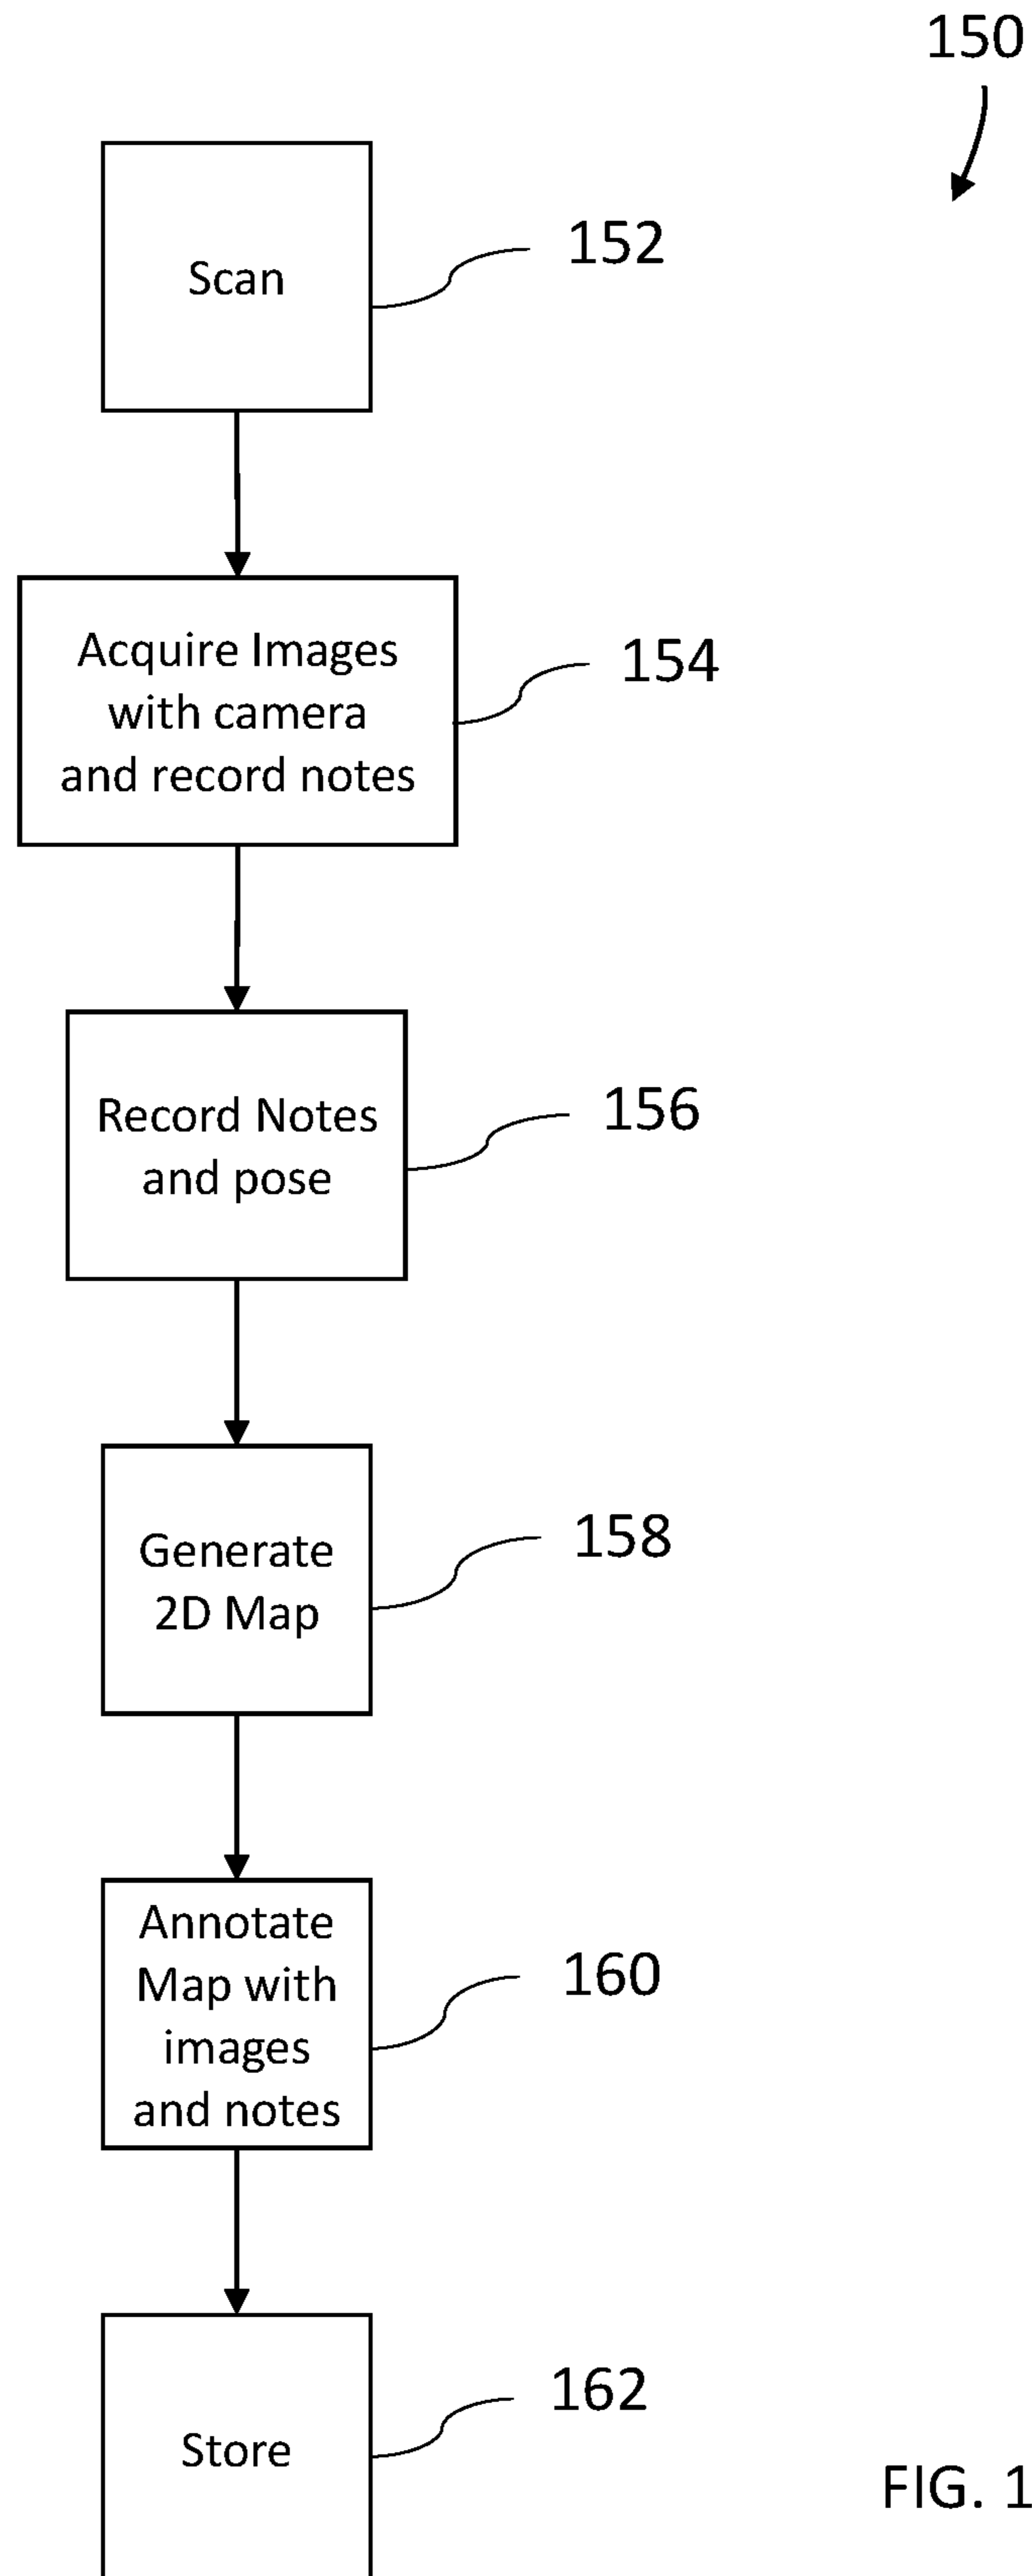 150
Scan
152
Acquire Images
with camera
and record notes
154
Record Notes
and pose
156
Generate
2D Map
158
Annotate
Map with
images
and notes
160
Store
162
FIG. 1